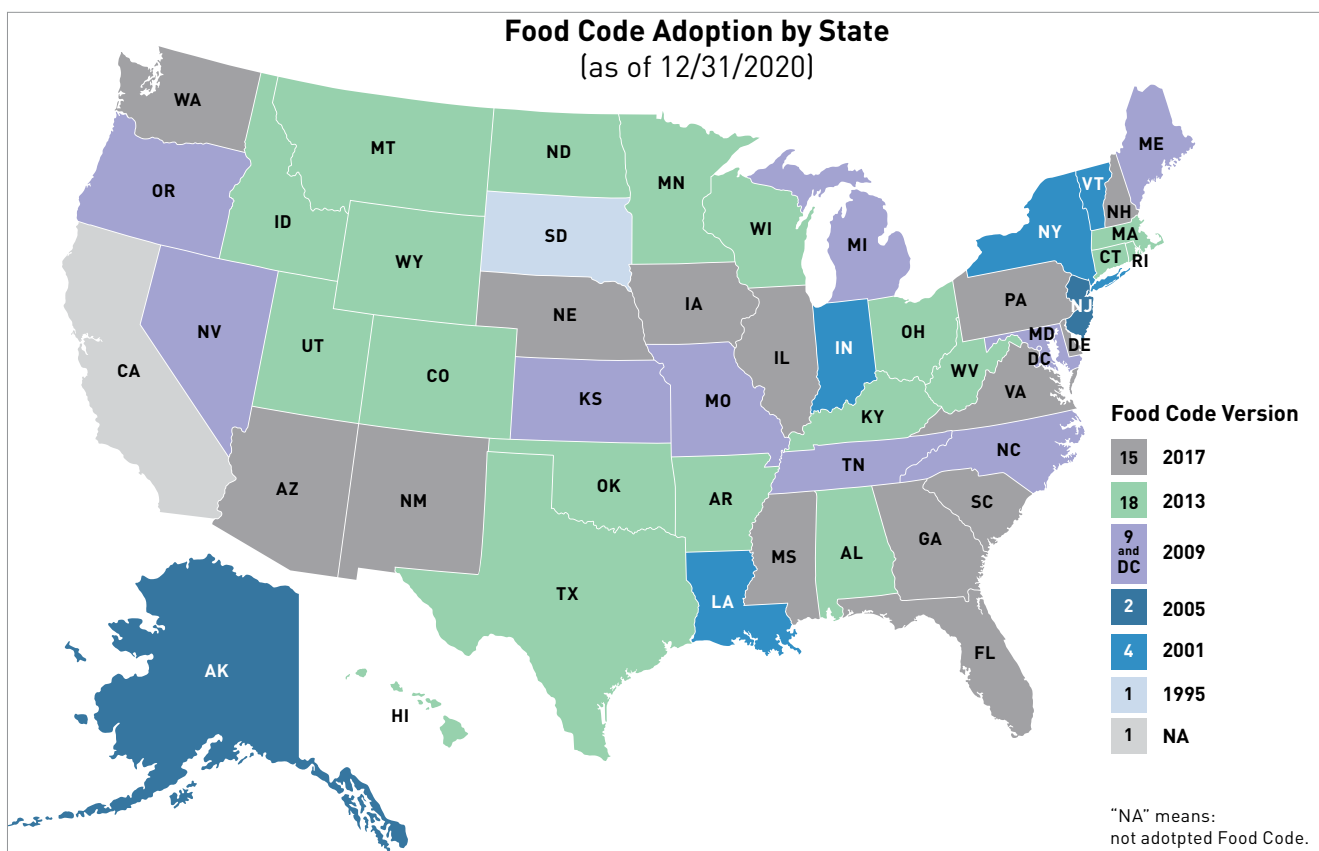 Food Code Adoption by State
(as of 12/31/2020)
WA
MT
ND
MN
ME
OR
ID
SD
WI
MI
VT
NH
NY
MA
CT
RI
WY
NE
IA
PA
NJ
NV
UT
CO
IL
IN
OH
MD
DE
DC
WV
VA
CA
KS
MO
KY
TN
NC
AZ
NM
OK
AR
SC
MS
AL
GA
TX
LA
FL
AK
HI
Food Code Version
15 2017
18 2013
9
and
DC
2009
2 2005
4 2001
1 1995
1 NA
“NA” means:
not adotpted Food Code.